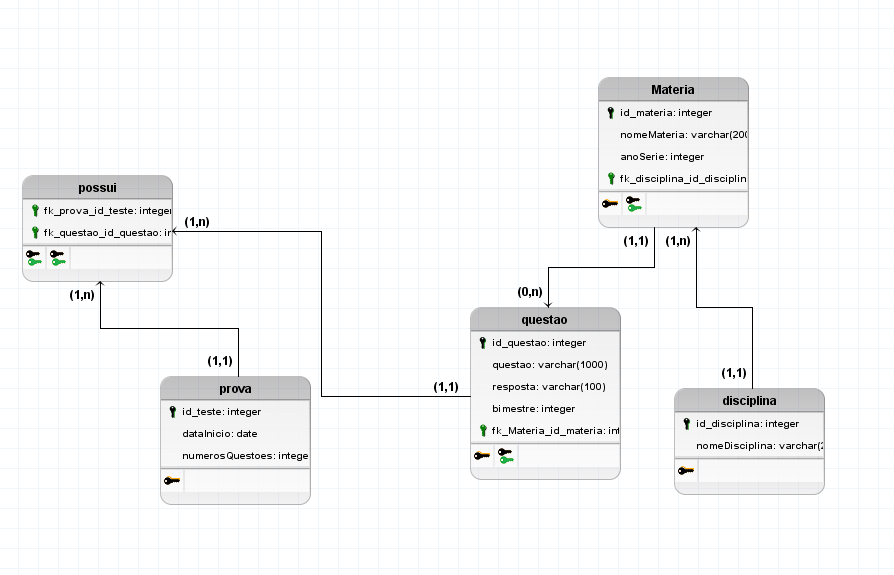 Materia
id_materia: integer
nomeMateria: varchar(200
anoSerie: integer
fk_disciplina_id_disciplin
possui
fk_prova_id_teste: integer
fk_questao_id_questao: ir
(1,n)
(1,1)
(1,n)
(0,n)
(1,n)
questao
id_questao: integer
questao: varchar(1000)
resposta: varchar(100)
bimestre: integer
fk_Materia_id_materia: int
(1,1)
prova
id_teste: integer
dataInicio: date
numerosQuestoes: intege
(1,1)
(1,1)
disciplina
id_disciplina: integer
nomeDisciplina: varchar(2